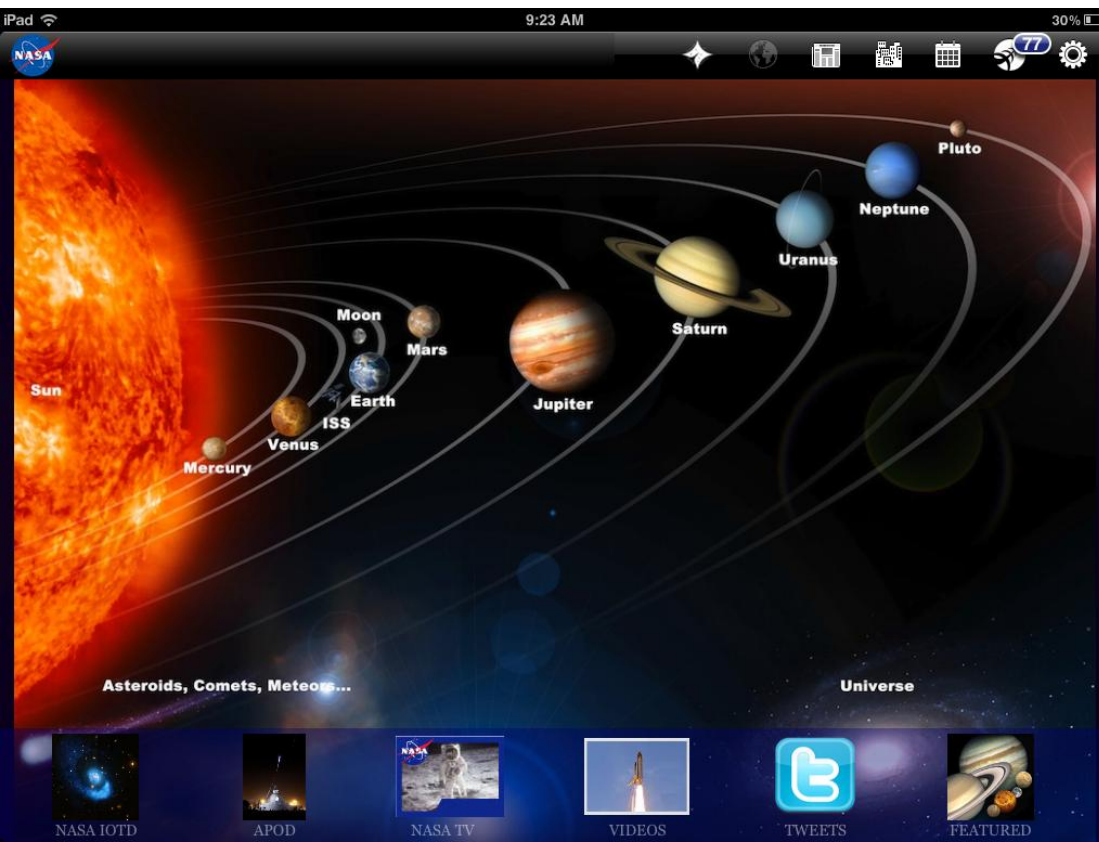 iPad 9:23 AM 30%
NASA
77
Pluto
Neptune
Uranus
Moon
Saturn
Mars
Sun
Earth
Jupiter
ISS
Venus
Mercury
Asteroids, Comets, Meteors...
Universe
NASA
NASA IOTD APOD NASA TV VIDEOS TWEETS FEATURED